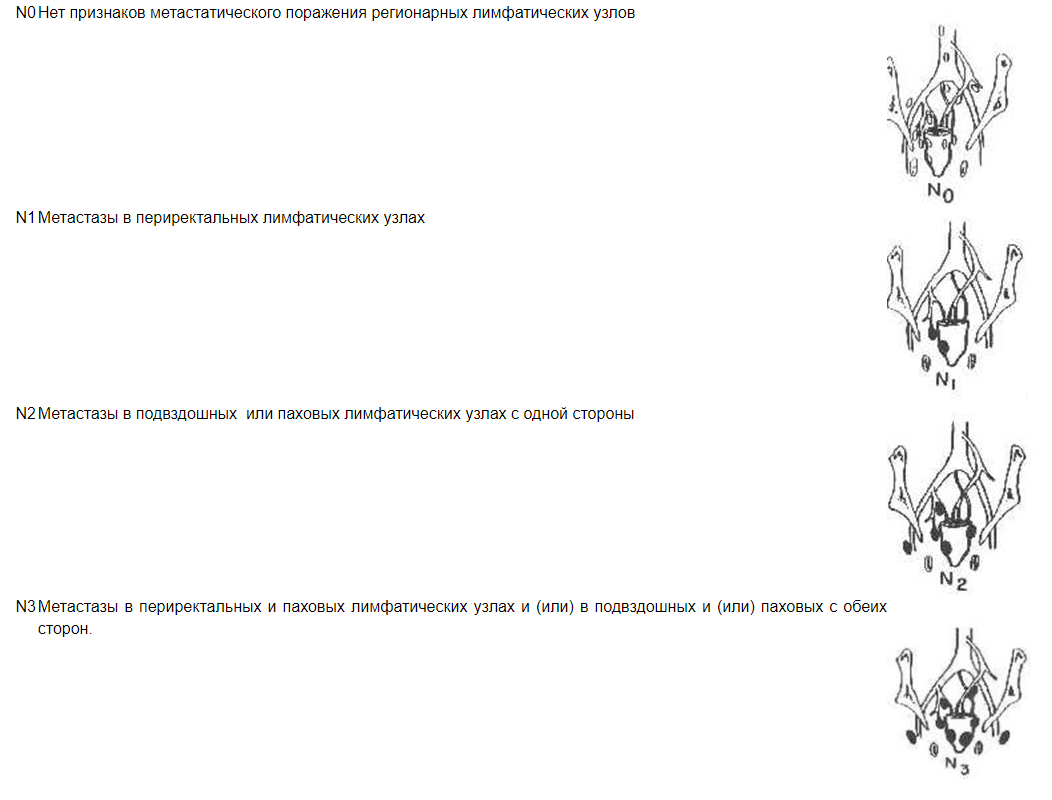 N0 Нет признаков метастатического поражения регионарных лимфатических узлов
N0
N1 Метастазы в периректальных лимфатических узлах
N1
N2 Метастазы в подвздошных или паховых лимфатических узлах с одной стороны
N2
N3 Метастазы в периректальных и паховых лимфатических узлах и (или) в подвздошных и (или) паховых с обеих
сторон.
N3